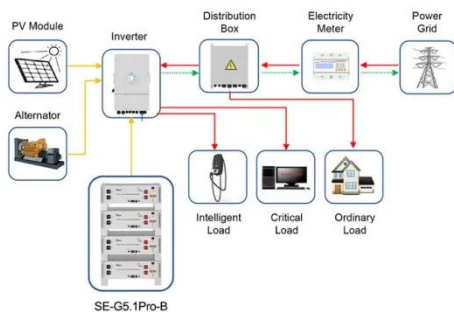 PV Module
Inverter
Distribution
Box
Electricity
Meter
Power
Grid
Alternator
Intelligent
Load
Critical
Load
Ordinary
Load
SE-G5.1Pro-B